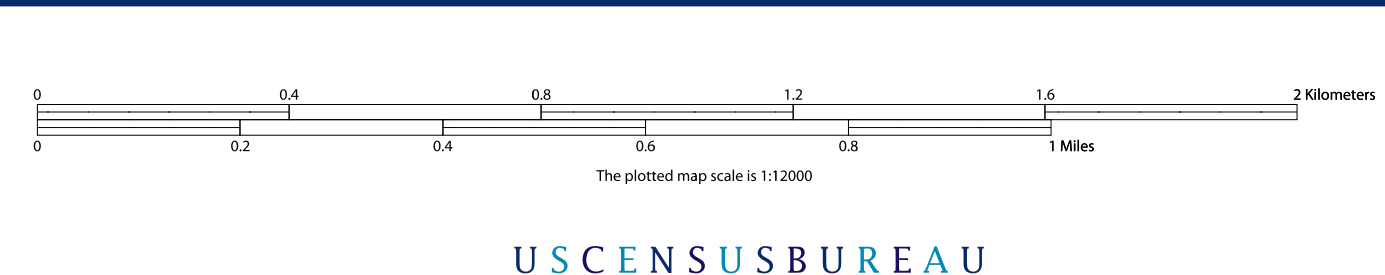 0 0.4 0.8 1.2 1.6 2 Kilometers
0 0.2 0.4 0.6 0.8 1 Miles
The plotted map scale is 1:12000
USCENSUSBUREAU